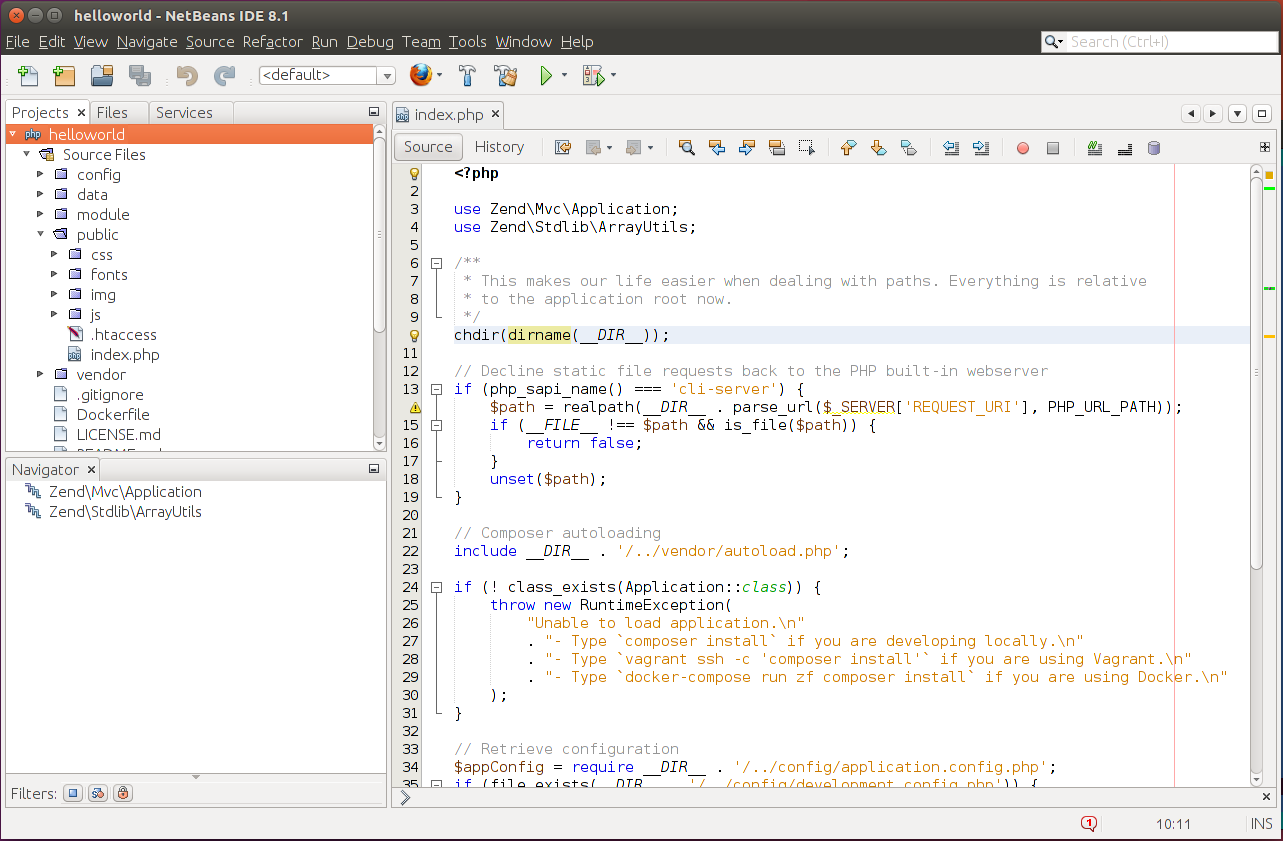 helloworld - NetBeans IDE 8.1
File Edit View Navigate Source Refactor Run Debug Team Tools Window Help
Search (Ctrl+I)
<default>
Projects Files Services
php helloworld
Source Files
config
data
module
public
css
fonts
img
js
.htaccess
index.php
vendor
.gitignore
Dockerfile
LICENSE.md
Navigator
Zend\Mvc\Application
Zend\Stdlib\ArrayUtils
Filters:
index.php
Source History
<?php
2
3 use Zend\Mvc\Application;
4 use Zend\Stdlib\ArrayUtils;
5
6 /**
7 * This makes our life easier when dealing with paths. Everything is relative
8 * to the application root now.
9 */
chdir(dirname(__DIR__));
11
12 // Decline static file requests back to the PHP built-in webserver
13 if (php_sapi_name() === 'cli-server') {
$path = realpath(__DIR__ . parse_url($_SERVER['REQUEST_URI'], PHP_URL_PATH));
15 if (__FILE__ !== $path && is_file($path)) {
16 return false;
17 }
18 unset($path);
19 }
20
21 // Composer autoloading
22 include __DIR__ . '/../vendor/autoload.php';
23
24 if (! class_exists(Application::class)) {
25 throw new RuntimeException(
26 "Unable to load application.\n"
27 . "- Type `composer install` if you are developing locally.\n"
28 . "- Type `vagrant ssh -c 'composer install'` if you are using Vagrant.\n"
29 . "- Type `docker-compose run zf composer install` if you are using Docker.\n"
30 );
31 }
32
33 // Retrieve configuration
34 $appConfig = require __DIR__ . '/../config/application.config.php';
35 if (file_exists(__DIR__ . '/../config/development.config.php')) {
1 10:11 INS